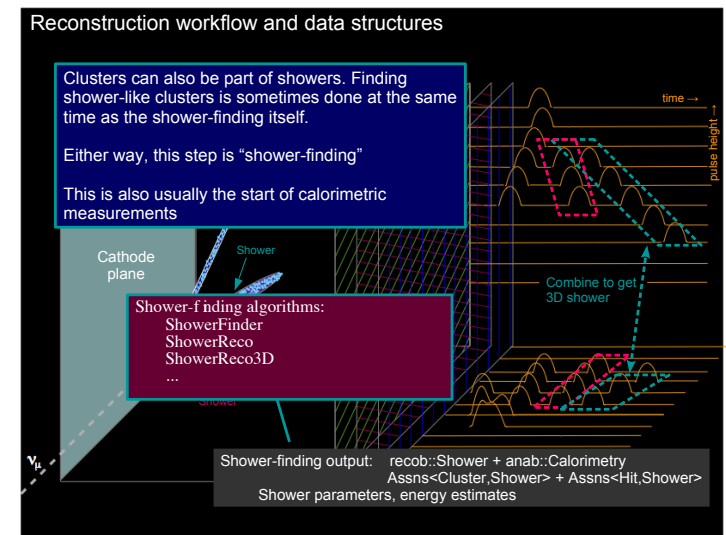 Reconstruction workflow and data structures
Clusters can also be part of showers. Finding
shower-like clusters is sometimes done at the same
time as the shower-finding itself.
Either way, this step is “shower-finding”
This is also usually the start of calorimetric
measurements
time →
pulse height →
Cathode
plane
Shower
Combine to get
3D shower
Shower-finding algorithms:
ShowerFinder
ShowerReco
ShowerReco3D
...
Shower
νμ
Shower-finding output: recob::Shower + anab::Calorimetry
Assns<Cluster,Shower> + Assns<Hit,Shower>
Shower parameters, energy estimates